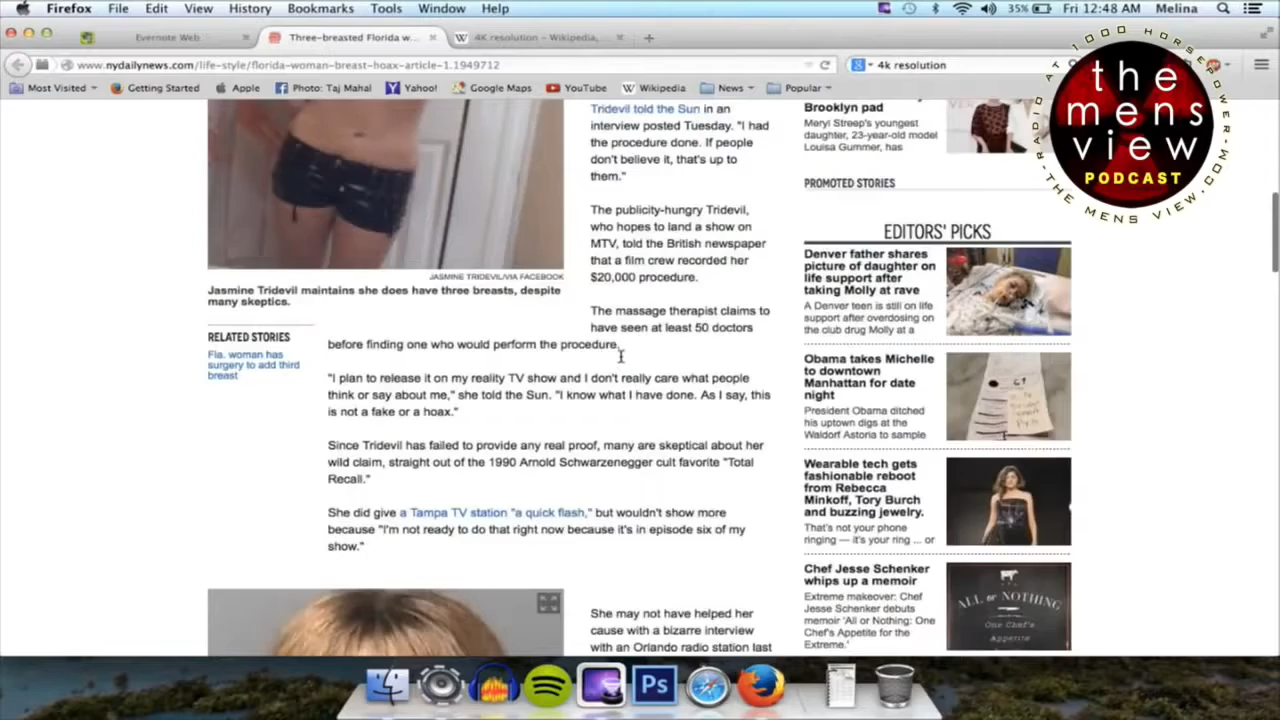 Firefox File Edit View History Bookmarks Tools Window Help 35% Fri 12:48 AM Melina
Evernote Web Three-breasted Florida w... 4K resolution - Wikipedia,
www.nydailynews.com/life-style/florida-woman-breast-hoax-article-1.1949712
4k resolution
Most Visited Getting Started Apple Photo: Taj Mahal Yahoo! Google Maps YouTube Wikipedia News Popular
JASMINE TRIDEVIL/VIA FACEBOOK
Jasmine Tridevil maintains she does have three breasts, despite
many skeptics.
RELATED STORIES
Fla. woman has
surgery to add third
breast
Tridevil told the Sun in an
interview posted Tuesday. "I had
the procedure done. If people
don't believe it, that's up to
them."
The publicity-hungry Tridevil,
who hopes to land a show on
MTV, told the British newspaper
that a film crew recorded her
$20,000 procedure.
The massage therapist claims to
have seen at least 50 doctors
before finding one who would perform the procedure.
"I plan to release it on my reality TV show and I don't really care what people
think or say about me," she told the Sun. "I know what I have done. As I say, this
is not a fake or a hoax."
Since Tridevil has failed to provide any real proof, many are skeptical about her
wild claim, straight out of the 1990 Arnold Schwarzenegger cult favorite "Total
Recall."
She did give a Tampa TV station "a quick flash," but wouldn't show more
because "I'm not ready to do that right now because it's in episode six of my
show."
She may not have helped her
cause with a bizarre interview
with an Orlando radio station last
Brooklyn pad
Meryl Streep's youngest
daughter, 23-year-old model
Louisa Gummer, has
PROMOTED STORIES
EDITORS' PICKS
Denver father shares
picture of daughter on
life support after
taking Molly at rave
A Denver teen is still on life
support after overdosing on
the club drug Molly at a
Obama takes Michelle
to downtown
Manhattan for date
night
President Obama ditched
his uptown digs at the
Waldorf Astoria to sample
Wearable tech gets
fashionable reboot
from Rebecca
Minkoff, Tory Burch
and buzzing jewelry.
That's not your phone
ringing — it's your ring ... or
Chef Jesse Schenker
whips up a memoir
Extreme makeover: Chef
Jesse Schenker debuts
memoir 'All or Nothing: One
Chef's Appetite for the
Extreme.'
ALL or NOTHING
One Chef's
Appetite
Ps
RADIO AT 1000 HORSEPOWER
the
mens
view
PODCAST
THE MENS VIEW.COM